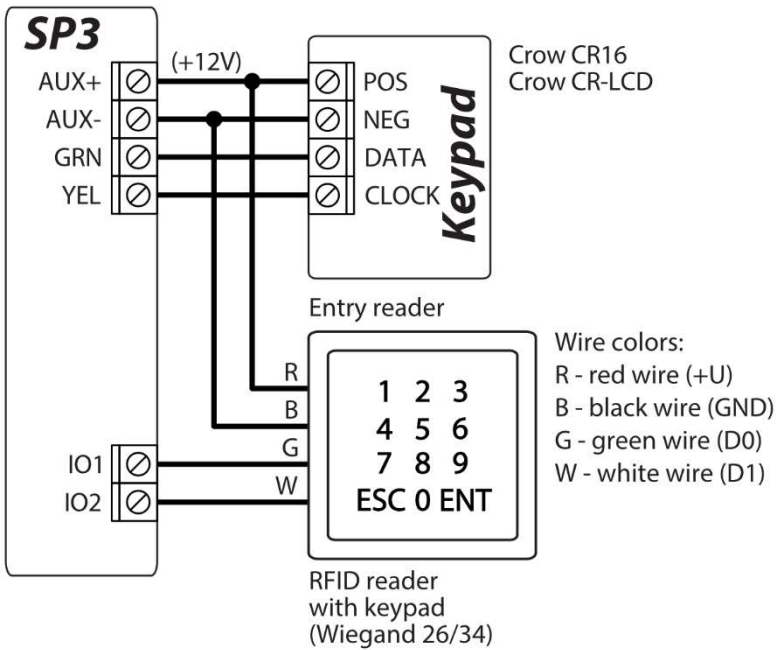 SP3
AUX+
AUX-
GRN
YEL
(+12V)
POS
NEG
DATA
CLOCK
Keypad
Crow CR16
Crow CR-LCD
Entry reader
R
B
G
W
IO1
IO2
1 2 3
4 5 6
7 8 9
ESC 0 ENT
Wire colors:
R - red wire (+U)
B - black wire (GND)
G - green wire (D0)
W - white wire (D1)
RFID reader
with keypad
(Wiegand 26/34)